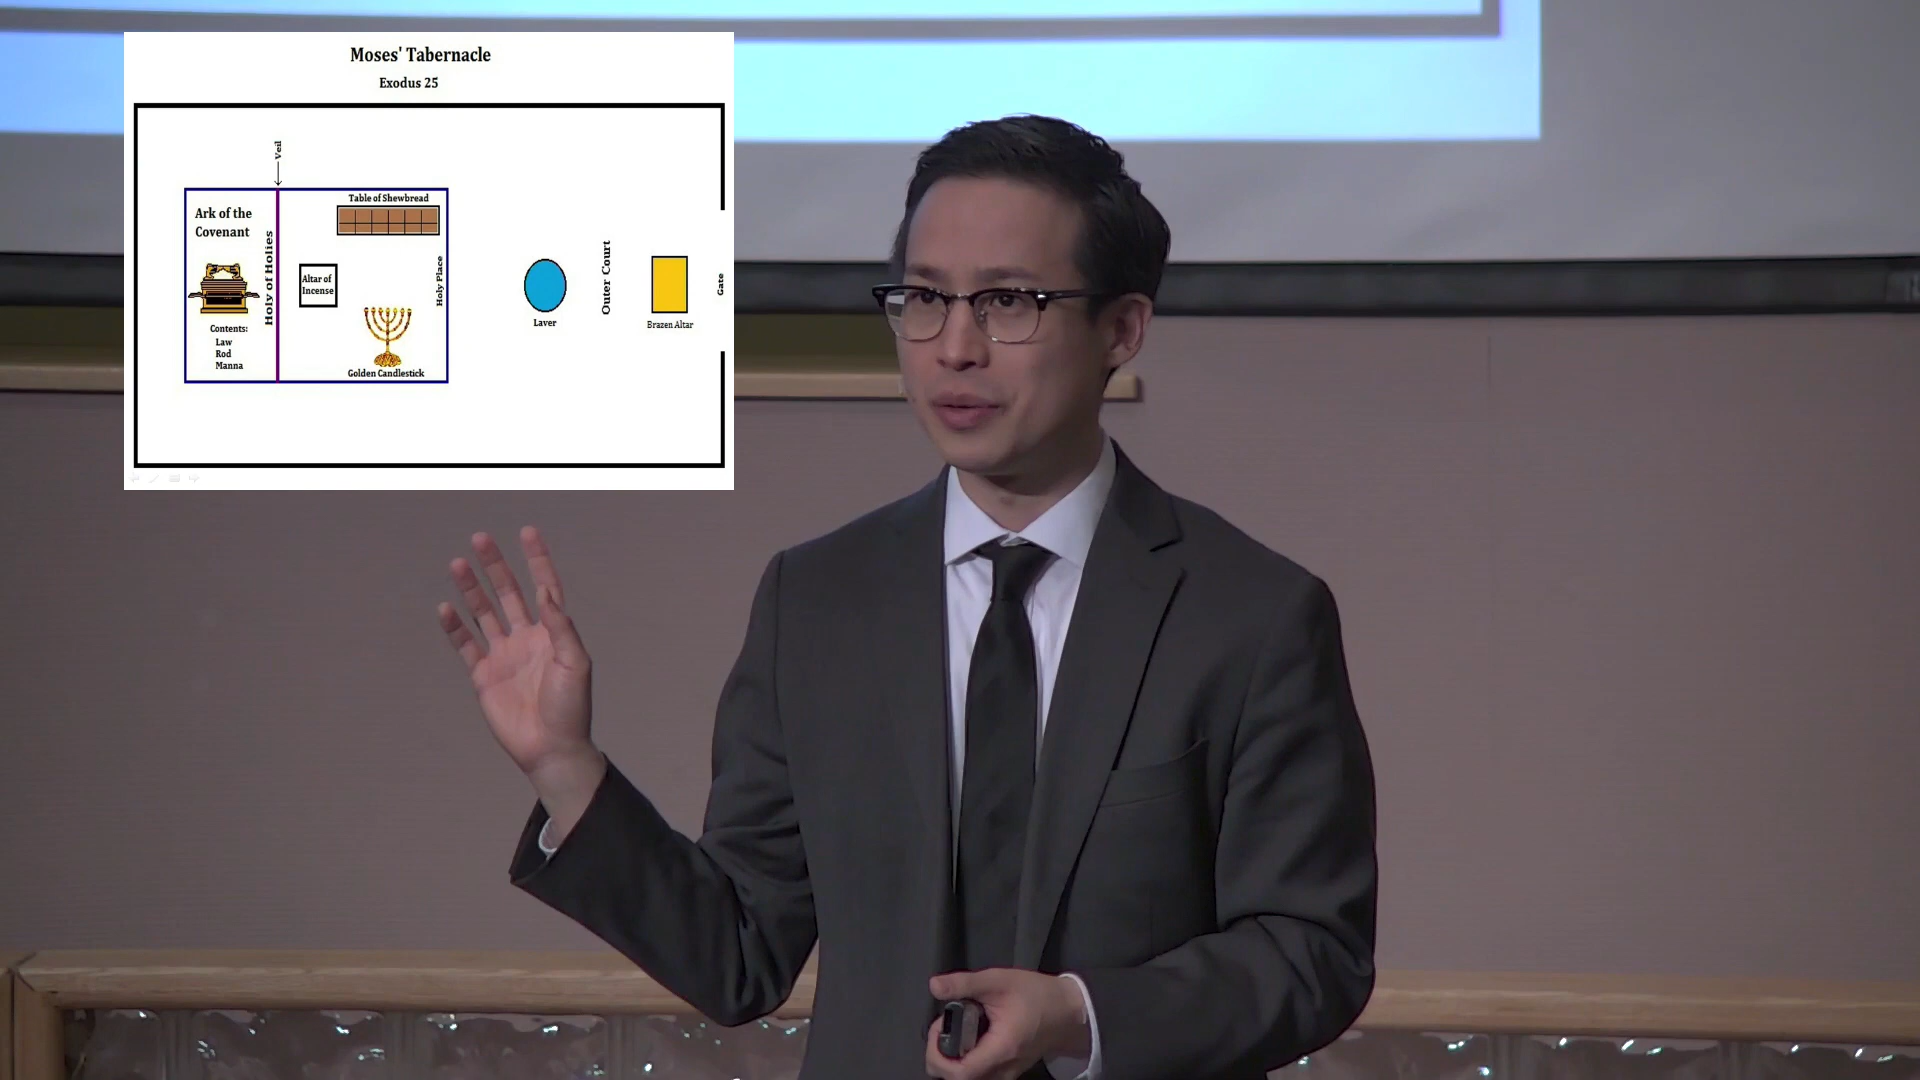 Moses' Tabernacle
Exodus 25
Veil
Table of Shewbread
Ark of the
Covenant
Holy of Holies
Altar of
Incense
Holy Place
Contents:
Law
Rod
Manna
Golden Candlestick
Laver
Outer Court
Brazen Altar
Gate